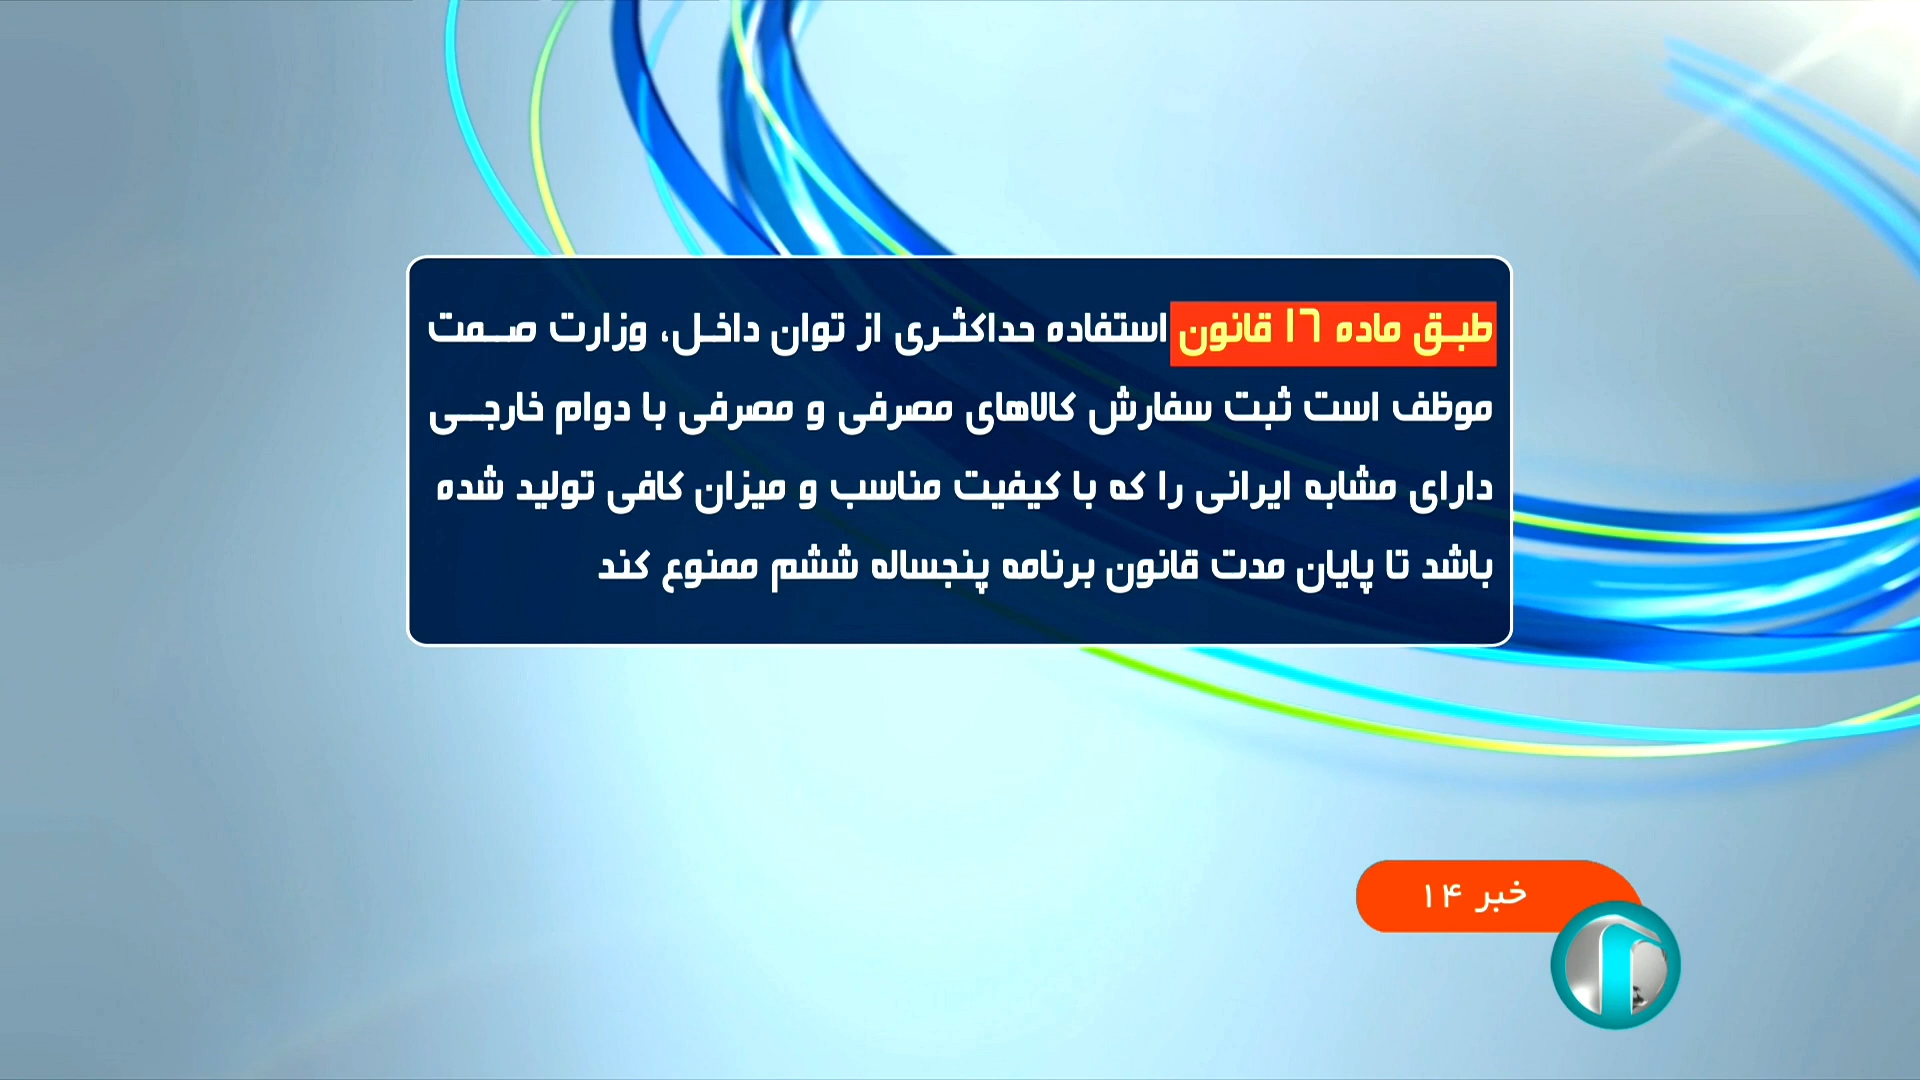 طبق ماده ۱۶ قانون استفاده حداکثری از توان داخل، وزارت صمت
موظف است ثبت سفارش کالاهای مصرفی و مصرفی با دوام خارجی
دارای مشابه ایرانی را که با کیفیت مناسب و میزان کافی تولید شده
باشد تا پایان مدت قانون برنامه پنجساله ششم ممنوع کند
خبر ۱۴